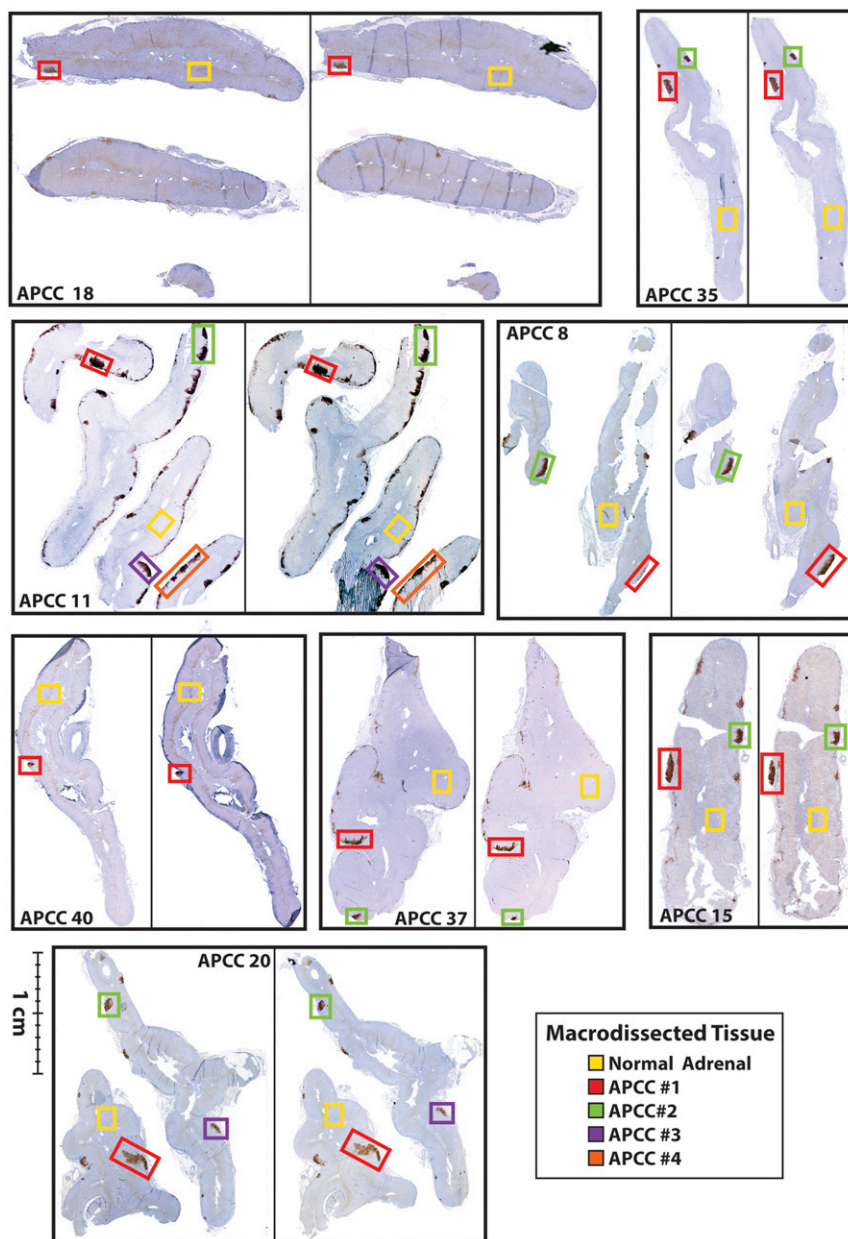 APCC 18
APCC 35
APCC 11
APCC 8
APCC 40
APCC 37
APCC 15
APCC 20
1 cm
Macrodissected Tissue
Normal Adrenal
APCC #1
APCC#2
APCC #3
APCC #4